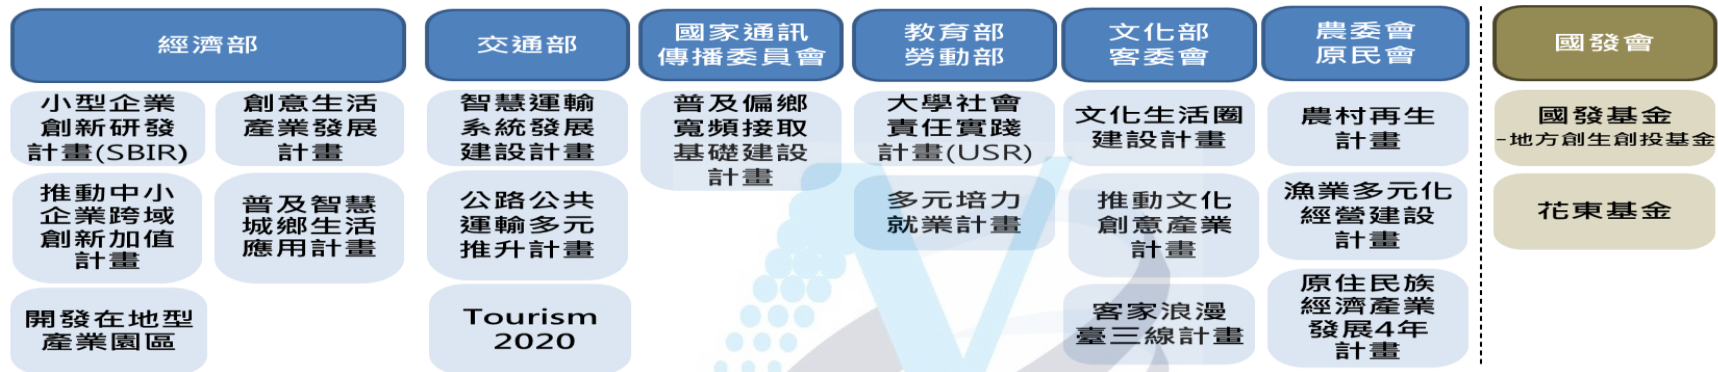 經濟部
小型企業
創新研發
計畫(SBIR)
創意生活
產業發展
計畫
推動中小
企業跨域
創新加值
計畫
普及智慧
城鄉生活
應用計畫
開發在地型
產業園區
交通部
智慧運輸
系統發展
建設計畫
公路公共
運輸多元
推升計畫
Tourism
2020
國家通訊
傳播委員會
普及偏鄉
寬頻接取
基礎建設
計畫
教育部
勞動部
大學社會
責任實踐
計畫(USR)
多元培力
就業計畫
文化部
客委會
文化生活圈
建設計畫
推動文化
創意產業
計畫
客家浪漫
臺三線計畫
農委會
原民會
農村再生
計畫
漁業多元化
經營建設
計畫
原住民族
經濟產業
發展4年
計畫
國發會
國發基金
-地方創生創投基金
花東基金